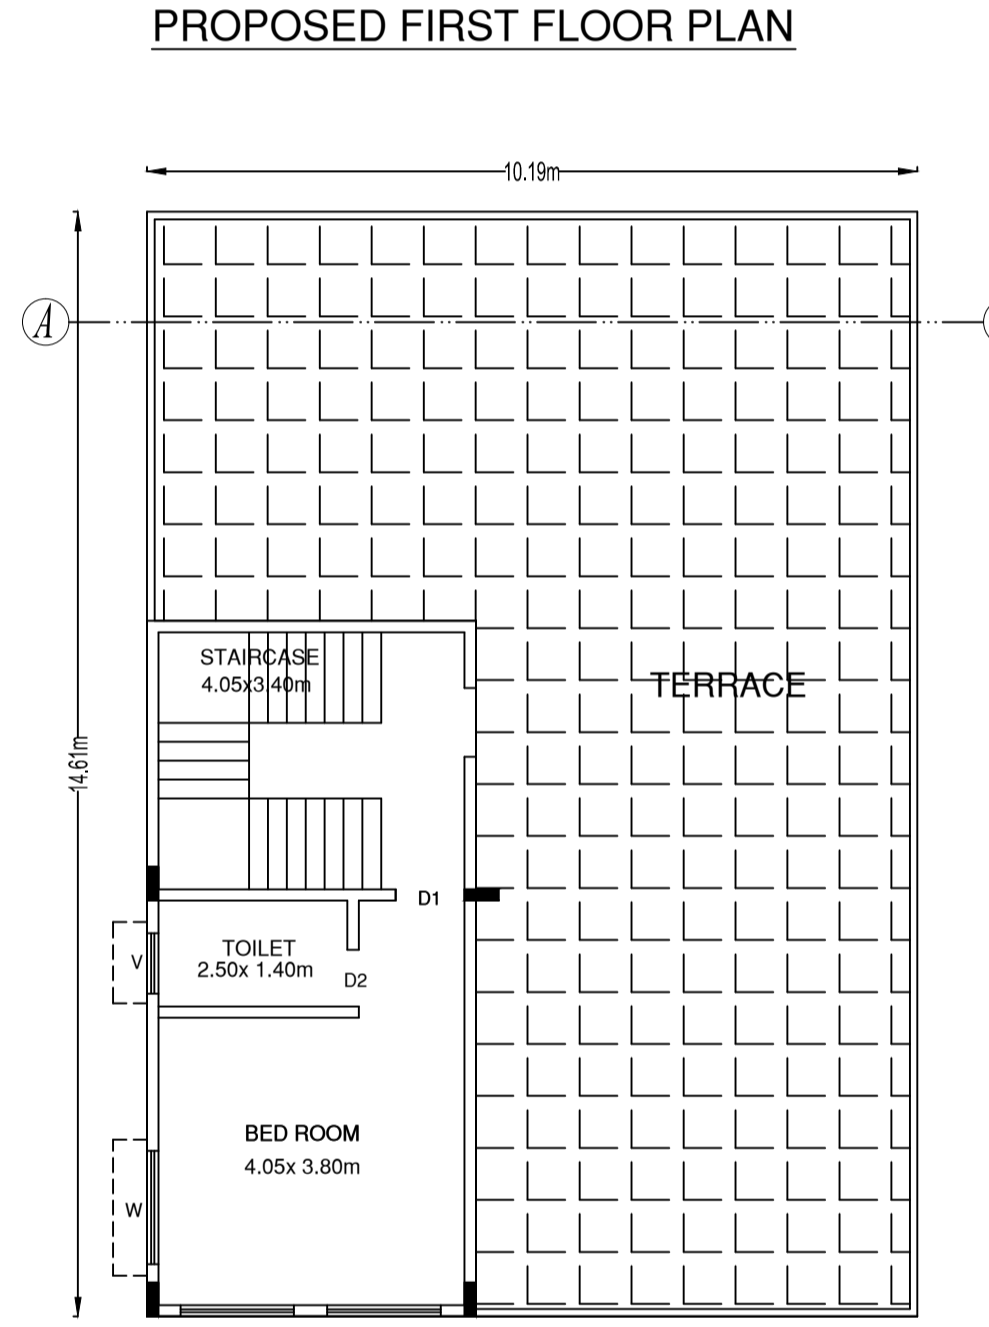 PROPOSED FIRST FLOOR PLAN
10.19m
A
STAIRCASE
4.05x3.40m
TERRACE
14.61m
D1
TOILET
2.50x 1.40m
V
D2
BED ROOM
4.05x 3.80m
W